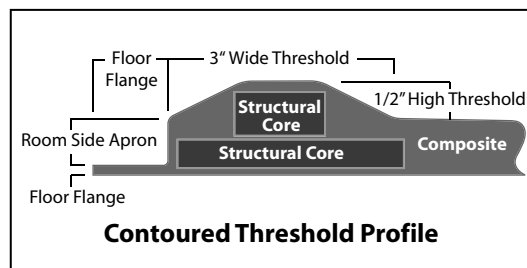 Floor
Flange
3“ Wide Threshold
1/2” High Threshold
Structural
Core
Room Side Apron
Structural Core
Composite
Floor Flange
Contoured Threshold Profile